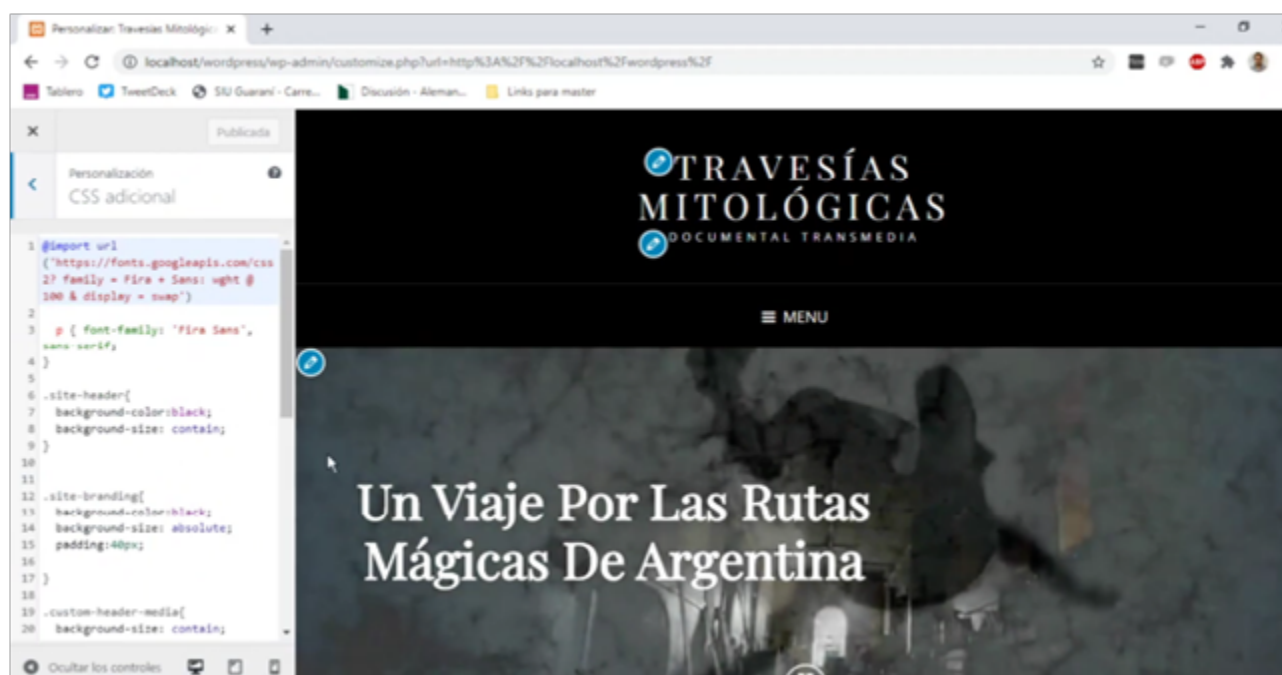 Personalizar: Travesías Mitológic
localhost/wordpress/wp-admin/customize.php?url=http%3A%2F%2Flocalhost%2Fwordpress%2F
Tablero TweetDeck SIU Guaraní - Carre... Discusión - Aleman... Links para master
Publicada
Personalización
CSS adicional
1 @import url
('https://fonts.googleapis.com/css
2? family = Fira + Sans: wght @
100 & display = swap')
2
3 p { font-family: 'Fira Sans',
sans-serif;
4 }
5
6 .site-header{
7 background-color:black;
8 background-size: contain;
9 }
10
11
12 .site-branding{
13 background-color:black;
14 background-size: absolute;
15 padding:40px;
16
17 }
18
19 .custom-header-media{
20 background-size: contain;
Ocultar los controles
TRAVESÍAS
MITOLÓGICAS
DOCUMENTAL TRANSMEDIA
MENU
Un Viaje Por Las Rutas
Mágicas De Argentina